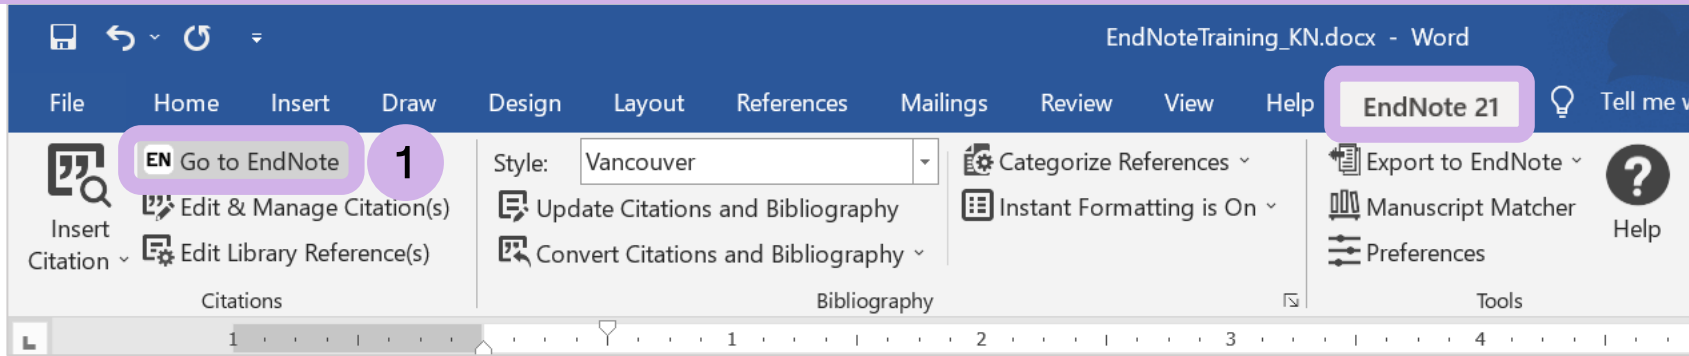 EndNoteTraining_KN.docx - Word
File Home Insert Draw Design Layout References Mailings Review View Help EndNote 21 Tell me
EN Go to EndNote 1
Edit & Manage Citation(s)
Edit Library Reference(s)
Insert
Citation
Citations
Style: Vancouver
Update Citations and Bibliography
Convert Citations and Bibliography
Categorize References
Instant Formatting is On
Bibliography
Export to EndNote
Manuscript Matcher
Preferences
Tools
Help
1 1 2 3 4